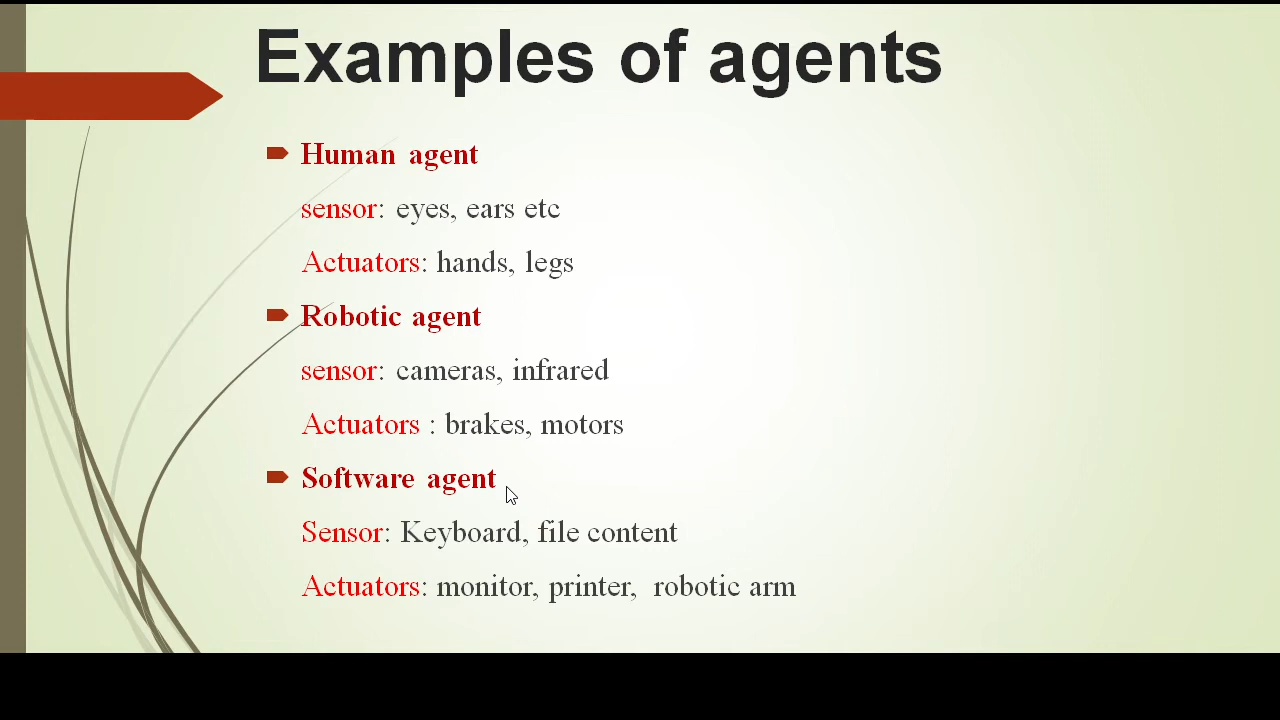 Examples of agents
Human agent
sensor: eyes, ears etc
Actuators: hands, legs
Robotic agent
sensor: cameras, infrared
Actuators : brakes, motors
Software agent
Sensor: Keyboard, file content
Actuators: monitor, printer, robotic arm